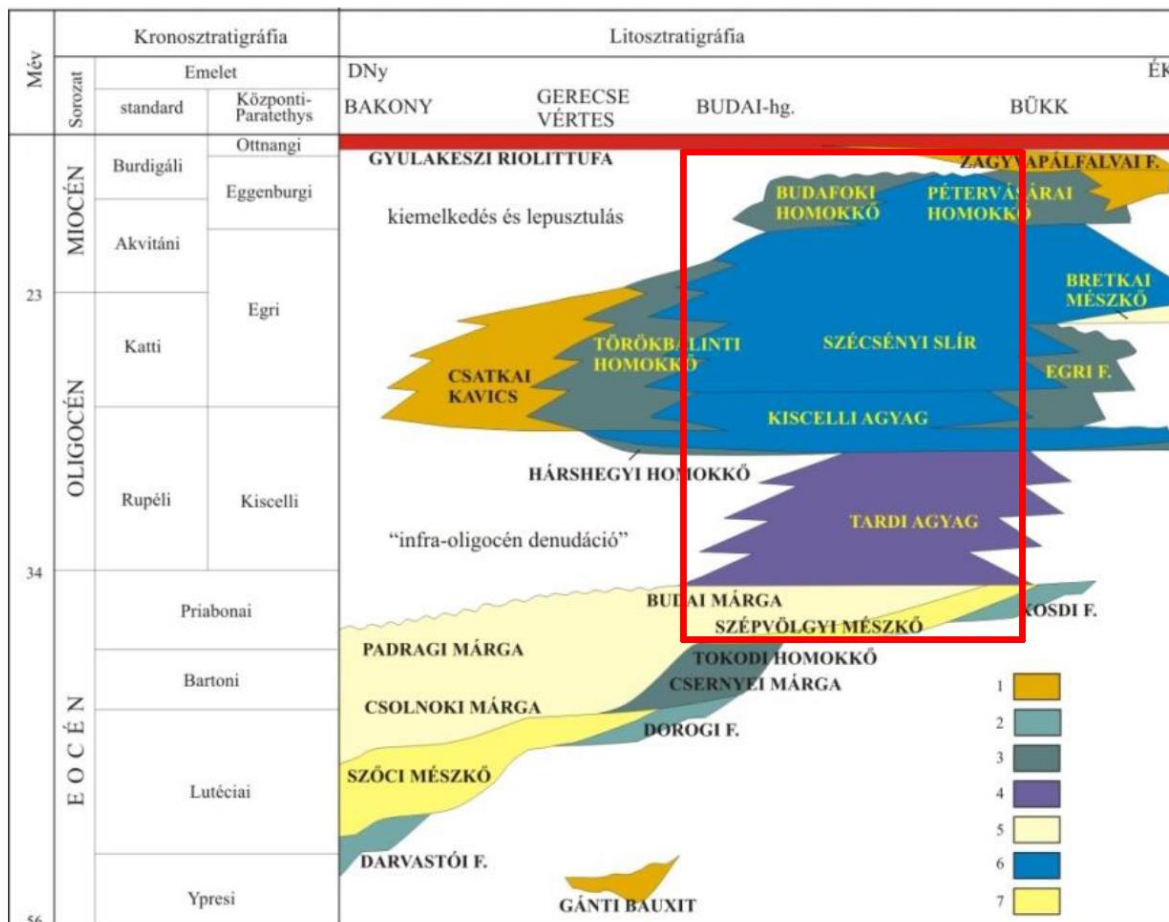 Kronosztratigráfia
Litosztratigráfia
Mév
Sorozat
Emelet
standard
Központi-
Paratethys
DNy
ÉK
BAKONY
GERECSE
VÉRTES
BUDAI-hg.
BÜKK
MIOCÉN
OLIGOCÉN
EOCÉN
23
34
56
Burdigáli
Akvitáni
Katti
Rupéli
Priabonai
Bartoni
Lutéciai
Ypresi
Ottnangi
Eggenburgi
Egri
Kiscelli
GYULAKESZI RIOLITTUFA
ZAGYVAPÁLFALVAI F.
kiemelkedés és lepusztulás
BUDAFOKI
HOMOKKŐ
PÉTERVÁSÁRAI
HOMOKKŐ
BRETKAI
MÉSZKŐ
TÖRÖKBÁLINTI
HOMOKKŐ
SZÉCSÉNYI SLÍR
EGRI F.
CSATKAI
KAVICS
KISCELLI AGYAG
HÁRSHEGYI HOMOKKŐ
TARDI AGYAG
“infra-oligocén denudáció”
BUDAI MÁRGA
SZÉPVÖLGYI MÉSZKŐ
KOSDI F.
PADRAGI MÁRGA
TOKODI HOMOKKŐ
CSERNYEI MÁRGA
CSOLNOKI MÁRGA
DOROGI F.
SZŐCI MÉSZKŐ
DARVASTÓI F.
GÁNTI BAUXIT
1
2
3
4
5
6
7